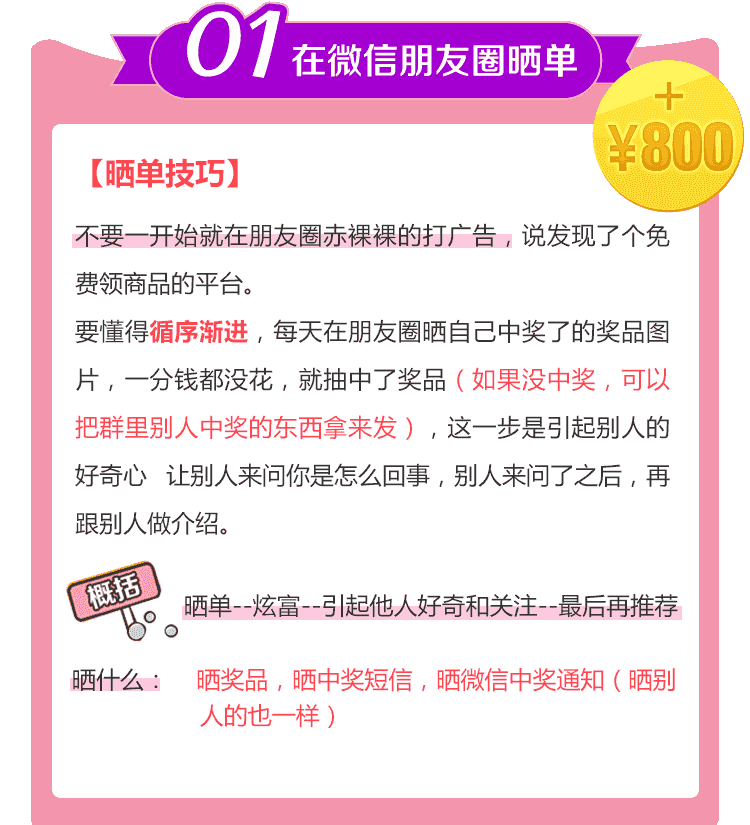 01 在微信朋友圈晒单
+
¥800
【晒单技巧】
不要一开始就在朋友圈赤裸裸的打广告，说发现了个免
费领商品的平台。
要懂得循序渐进，每天在朋友圈晒自己中奖了的奖品图
片，一分钱都没花，就抽中了奖品（如果没中奖，可以
把群里别人中奖的东西拿来发），这一步是引起别人的
好奇心 让别人来问你是怎么回事，别人来问了之后，再
跟别人做介绍。
概括
晒单--炫富--引起他人好奇和关注--最后再推荐
晒什么： 晒奖品，晒中奖短信，晒微信中奖通知（晒别
人的也一样）